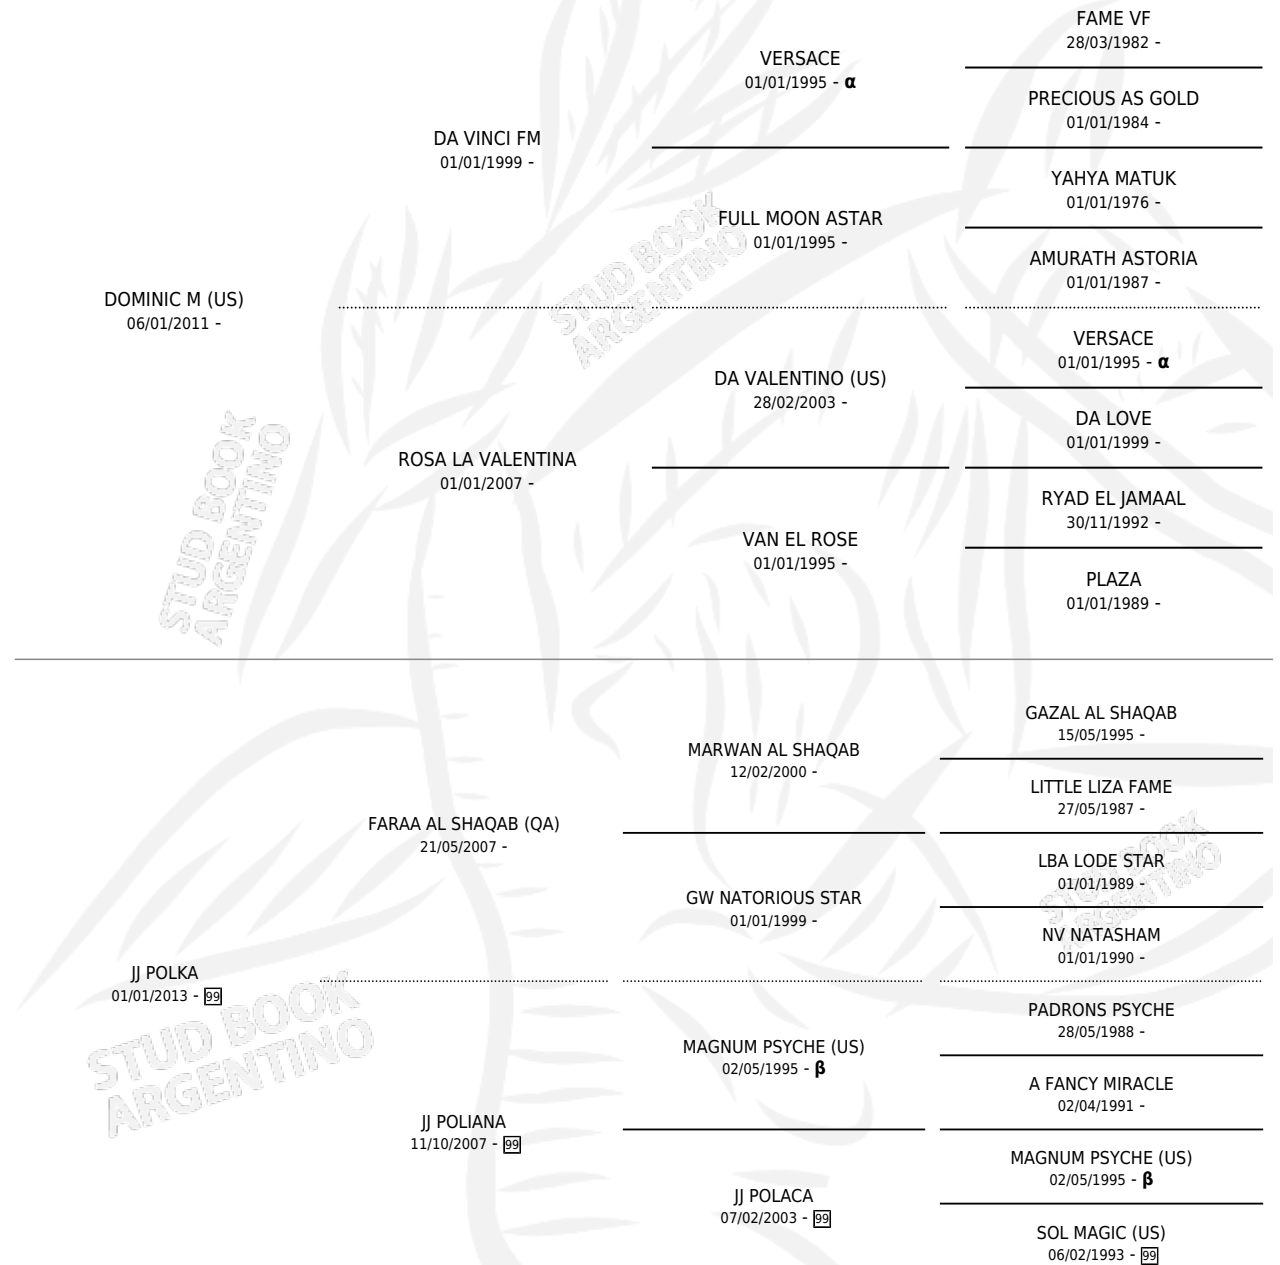 FAME VF
28/03/1982 -
VERSACE
01/01/1995 - α
PRECIOUS AS GOLD
01/01/1984 -
DA VINCI FM
01/01/1999 -
YAHYA MATUK
01/01/1976 -
FULL MOON ASTAR
01/01/1995 -
AMURATH ASTORIA
01/01/1987 -
DOMINIC M (US)
06/01/2011 -
VERSACE
01/01/1995 - α
DA VALENTINO (US)
28/02/2003 -
DA LOVE
01/01/1999 -
ROSA LA VALENTINA
01/01/2007 -
RYAD EL JAMAAL
30/11/1992 -
VAN EL ROSE
01/01/1995 -
PLAZA
01/01/1989 -
GAZAL AL SHAQAB
15/05/1995 -
MARWAN AL SHAQAB
12/02/2000 -
LITTLE LIZA FAME
27/05/1987 -
FARAA AL SHAQAB (QA)
21/05/2007 -
LBA LODE STAR
01/01/1989 -
GW NATORIOUS STAR
01/01/1999 -
NV NATASHAM
01/01/1990 -
JJ POLKA
01/01/2013 - 99
PADRONS PSYCHE
28/05/1988 -
MAGNUM PSYCHE (US)
02/05/1995 - β
A FANCY MIRACLE
02/04/1991 -
JJ POLIANA
11/10/2007 - 99
MAGNUM PSYCHE (US)
02/05/1995 - β
JJ POLACA
07/02/2003 - 99
SOL MAGIC (US)
06/02/1993 - 99
STUD BOOK
ARGENTINO
STUD BOOK
ARGENTINO
STUD BOOK
ARGENTINO
STUD BOOK
ARGENTINO